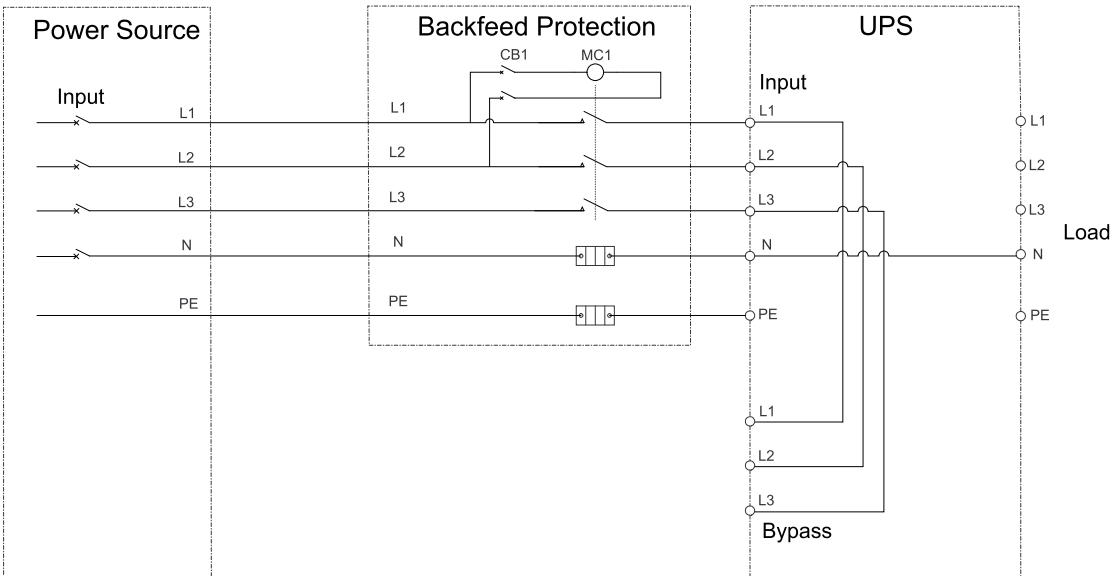 Power Source
Backfeed Protection
UPS
CB1
MC1
Input
Input
L1
L1
L1
L1
L2
L2
L2
L2
L3
L3
L3
L3
Load
N
N
N
N
PE
PE
PE
PE
L1
L2
L3
Bypass